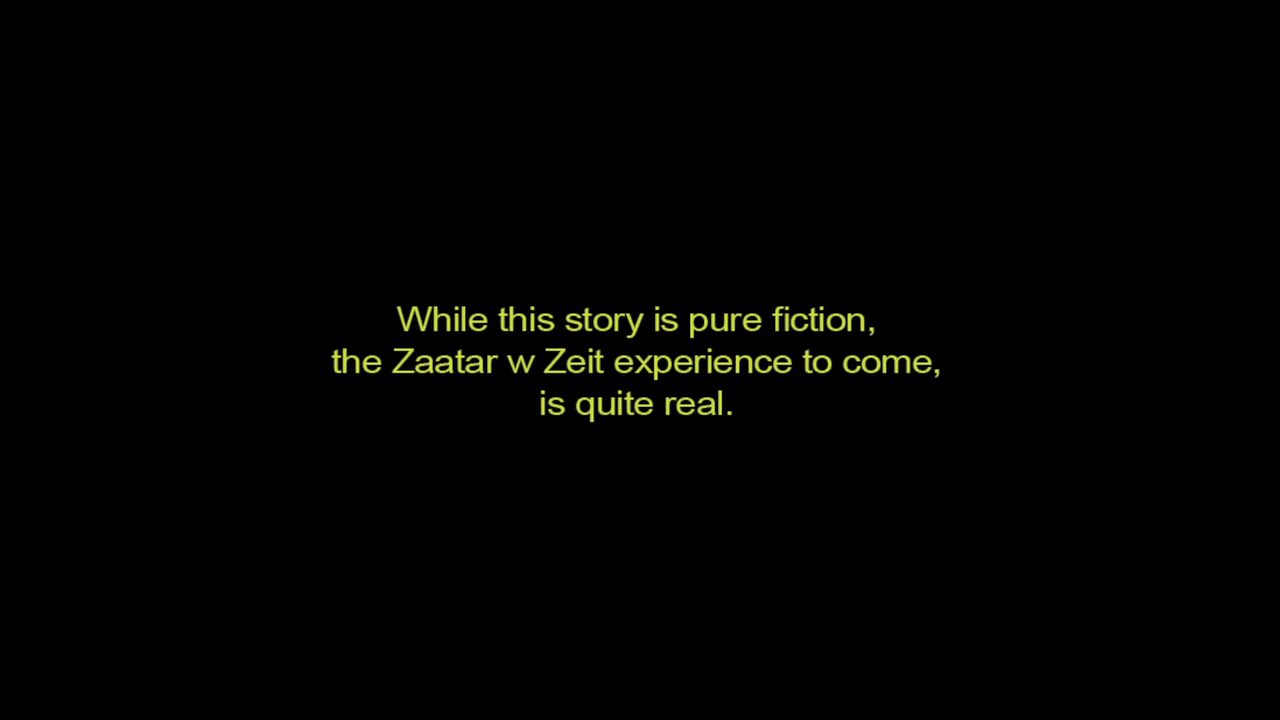 While this story is pure fiction,
the Zaatar w Zeit experience to come,
is quite real.